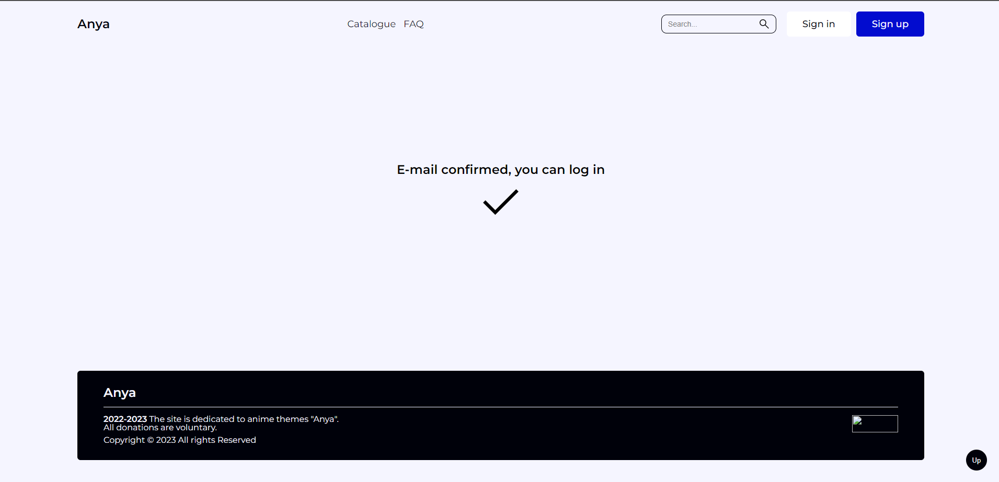 Anya
Catalogue FAQ
Search...
Sign in
Sign up
E-mail confirmed, you can log in
Anya
2022-2023 The site is dedicated to anime themes "Anya".
All donations are voluntary.
Copyright © 2023 All rights Reserved
Up